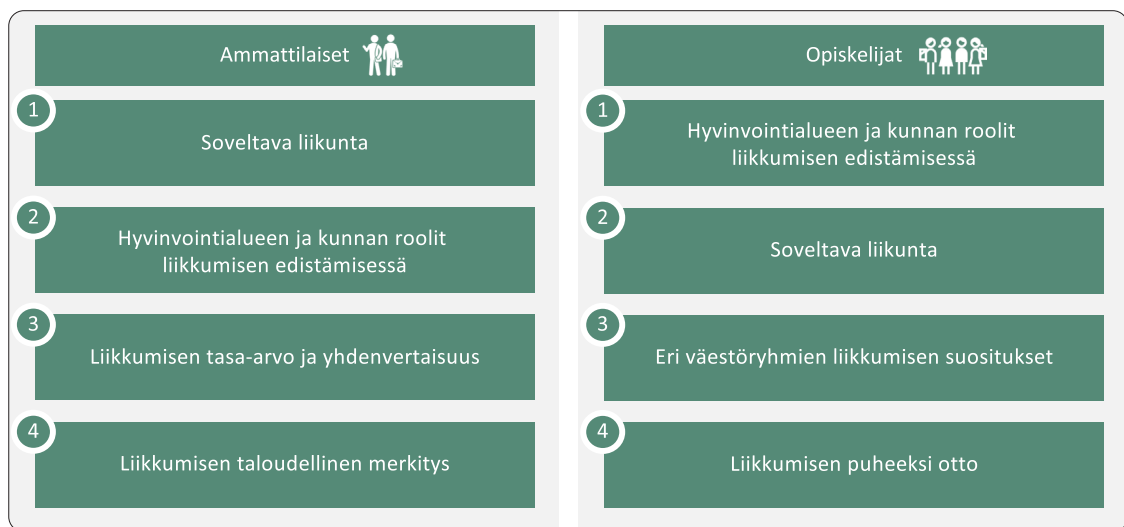 Ammattilaiset
1
Soveltava liikunta
2
Hyvinvointialueen ja kunnan roolit
liikkumisen edistämisessä
3
Liikkumisen tasa-arvo ja yhdenvertaisuus
4
Liikkumisen taloudellinen merkitys
Opiskelijat
1
Hyvinvointialueen ja kunnan roolit
liikkumisen edistämisessä
2
Soveltava liikunta
3
Eri väestöryhmien liikkumisen suositukset
4
Liikkumisen puheeksi otto